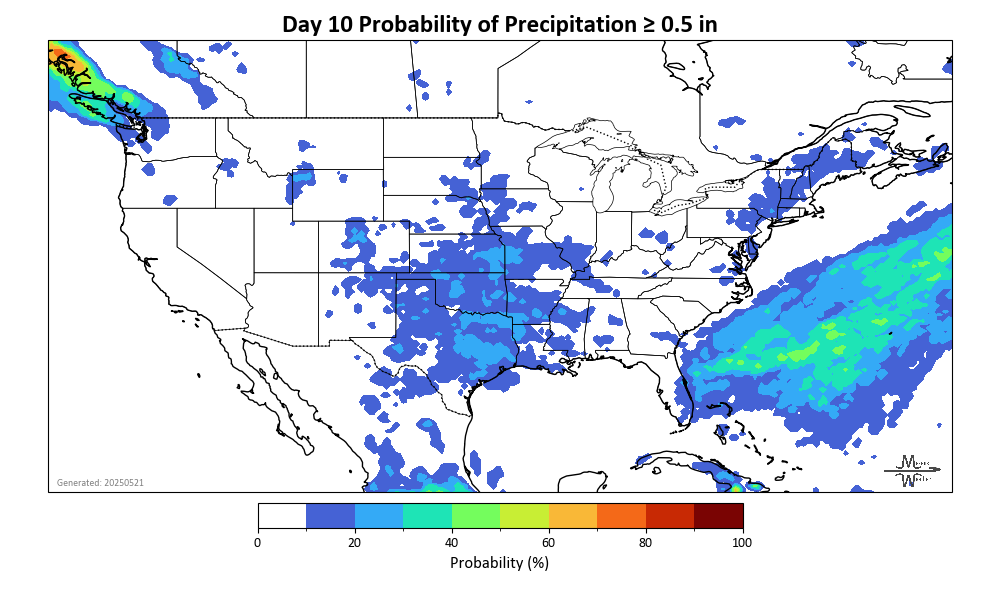 Day 10 Probability of Precipitation ≥ 0.5 in
Generated: 20250521
0 20 40 60 80 100
Probability (%)